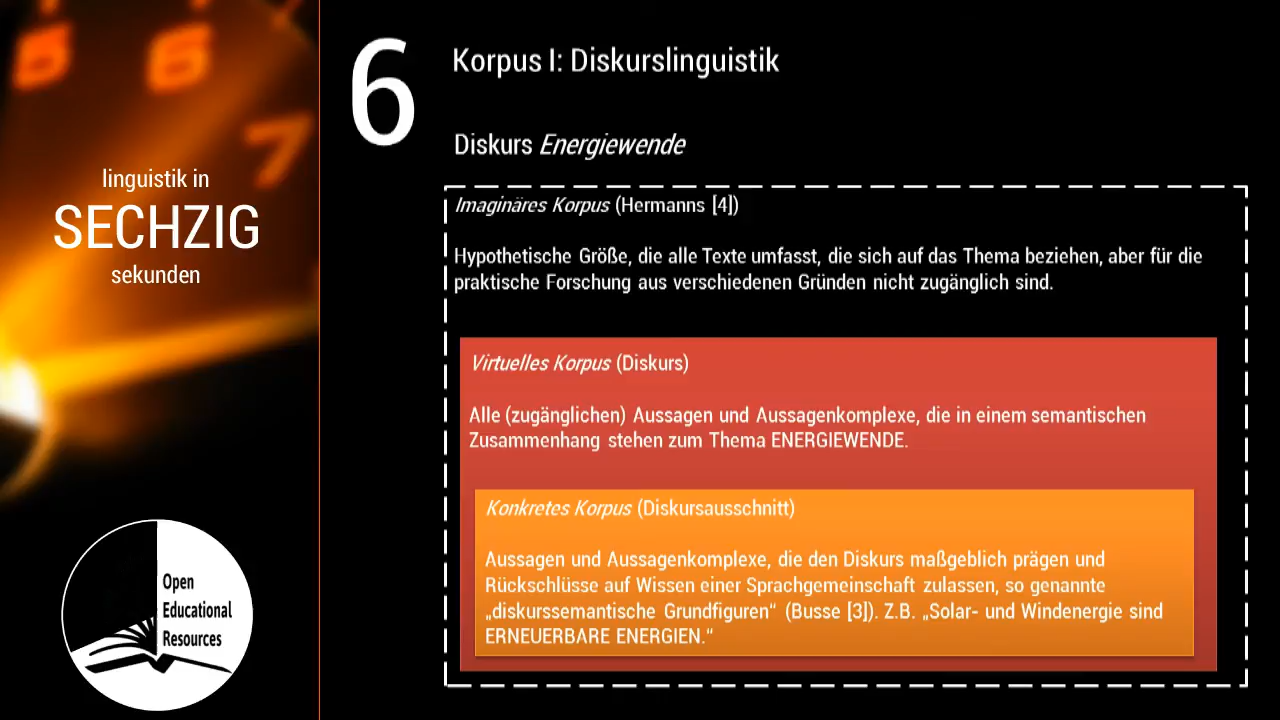 5 6
7
linguistik in
SECHZIG
sekunden
Open
Educational
Resources
6
Korpus I: Diskurslinguistik
Diskurs Energiewende
Imaginäres Korpus (Hermanns [4])
Hypothetische Größe, die alle Texte umfasst, die sich auf das Thema beziehen, aber für die
praktische Forschung aus verschiedenen Gründen nicht zugänglich sind.
Virtuelles Korpus (Diskurs)
Alle (zugänglichen) Aussagen und Aussagenkomplexe, die in einem semantischen
Zusammenhang stehen zum Thema ENERGIEWENDE.
Konkretes Korpus (Diskursausschnitt)
Aussagen und Aussagenkomplexe, die den Diskurs maßgeblich prägen und
Rückschlüsse auf Wissen einer Sprachgemeinschaft zulassen, so genannte
„diskurssemantische Grundfiguren“ (Busse [3]). Z.B. „Solar- und Windenergie sind
ERNEUERBARE ENERGIEN.“